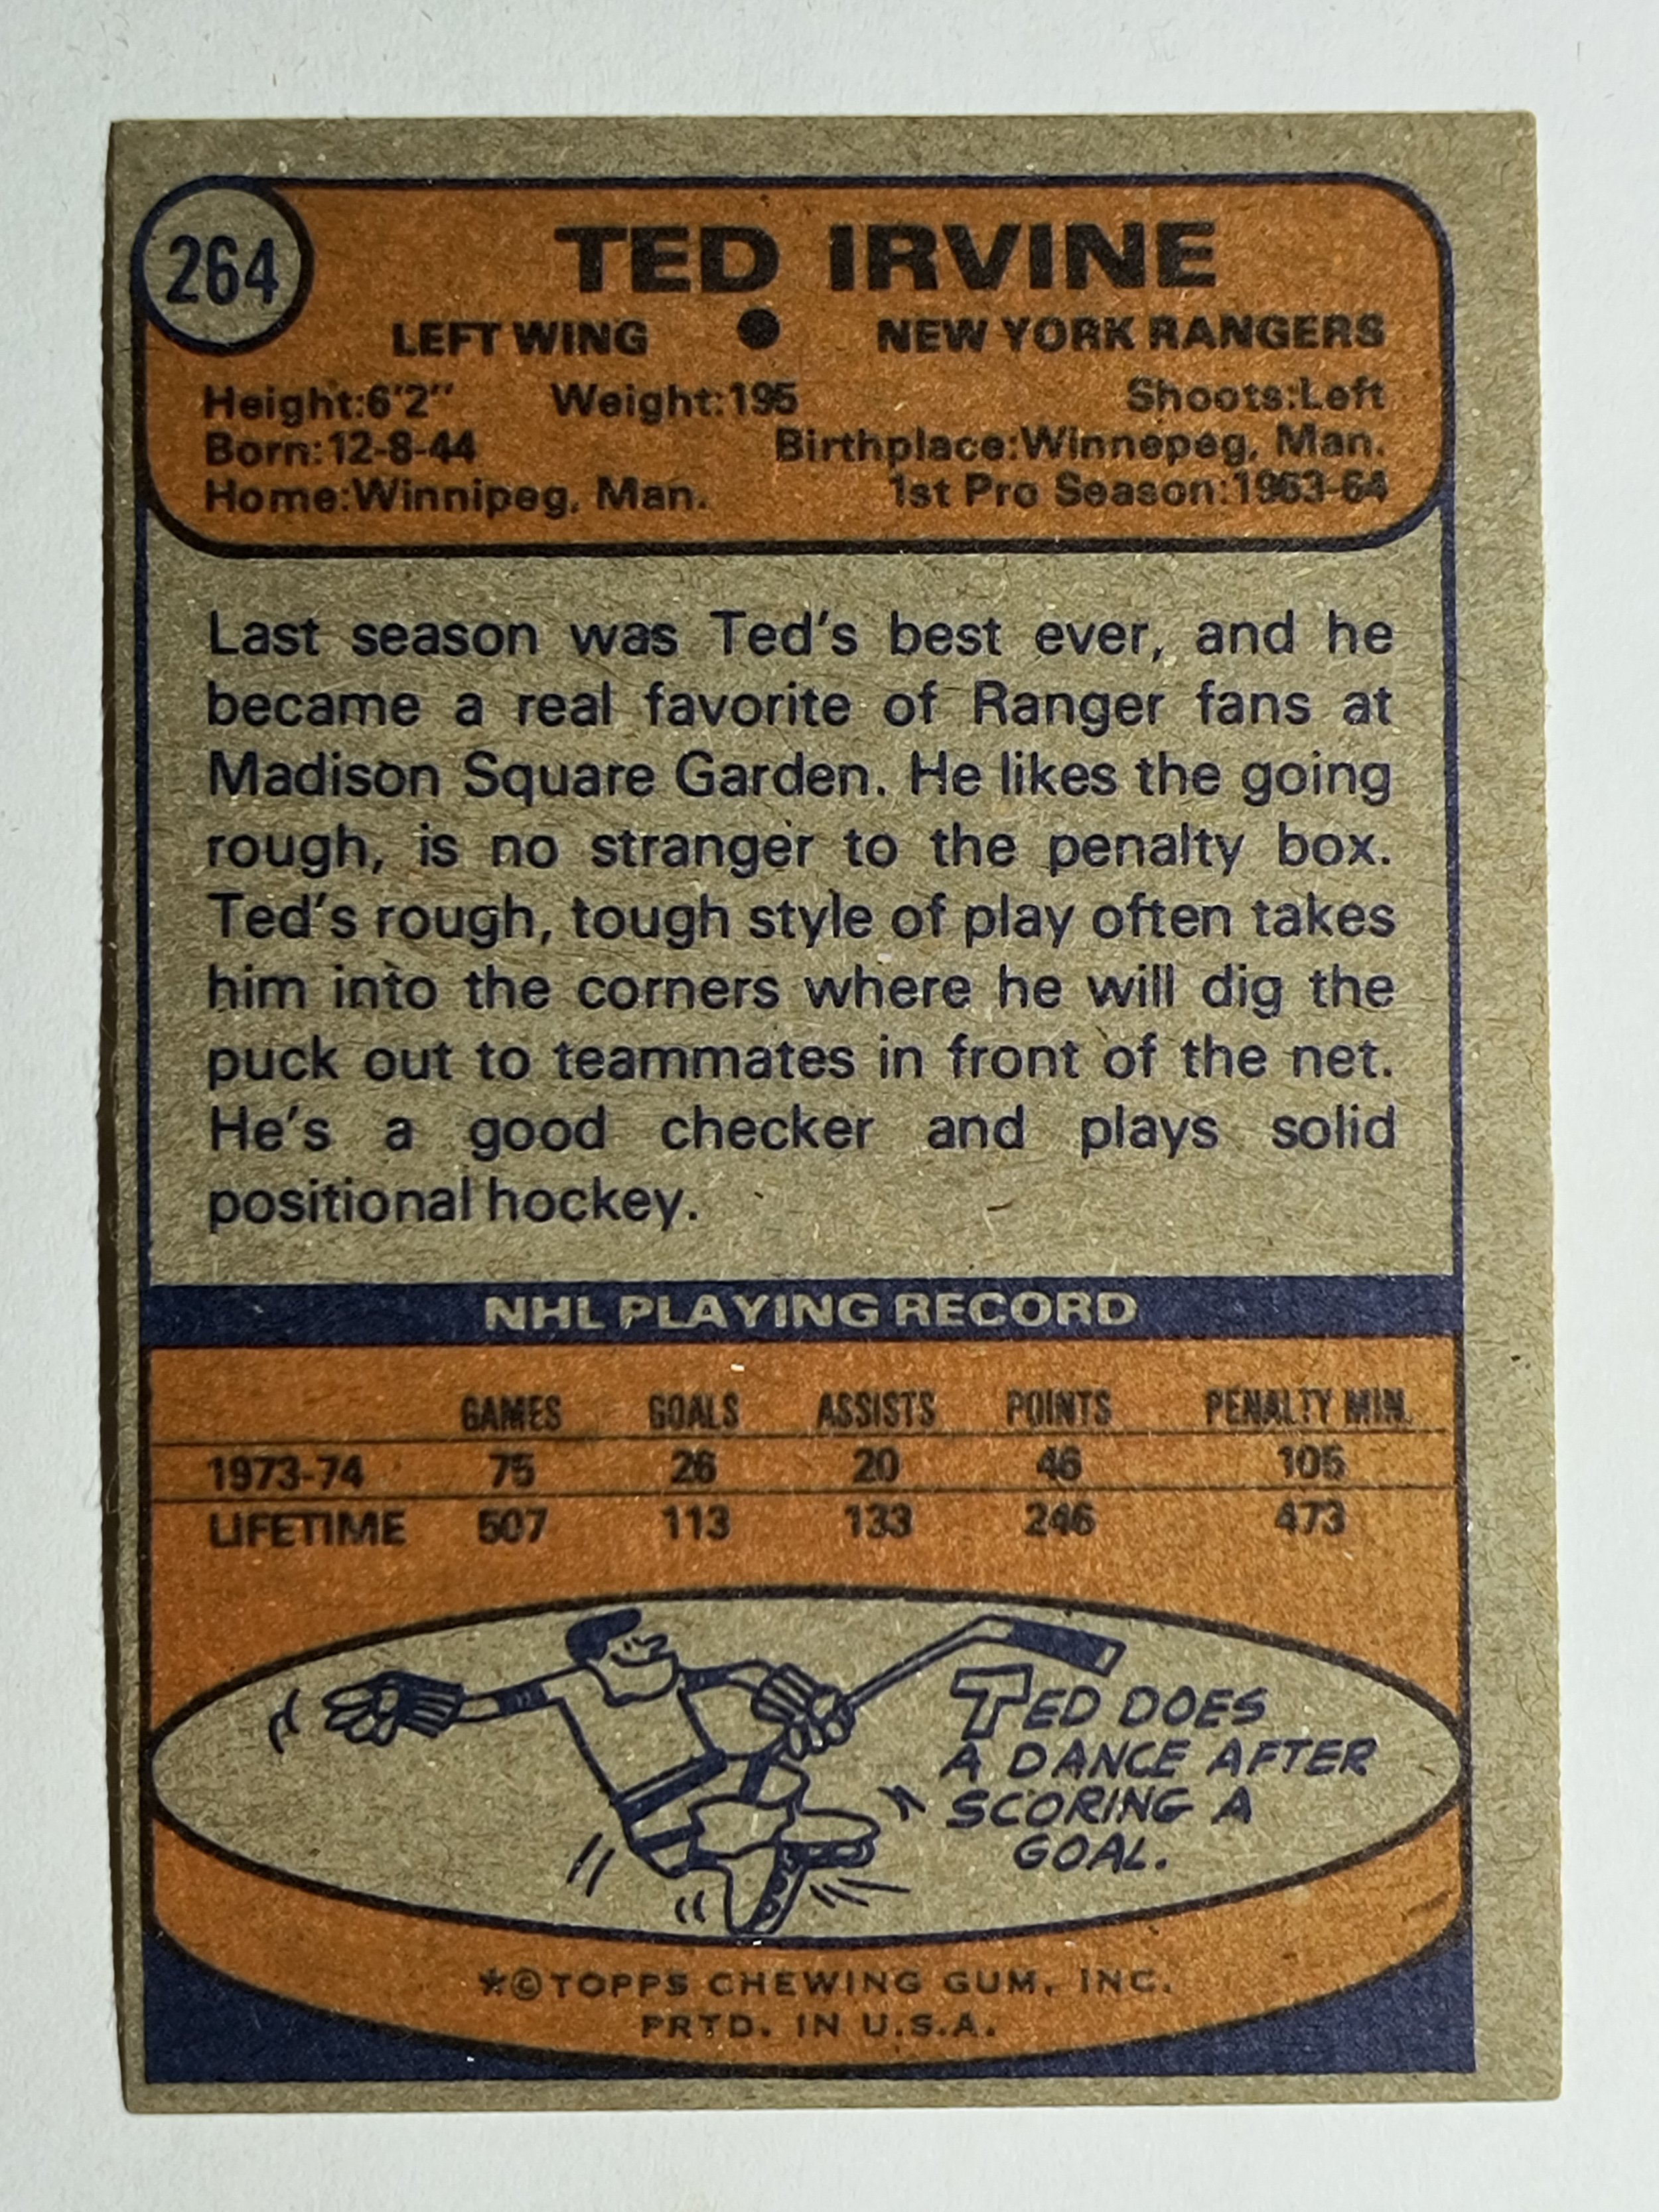 264
TED IRVINE
LEFT WING ● NEW YORK RANGERS
Height:6'2" Weight:195 Shoots:Left
Born:12-8-44 Birthplace:Winnepeg, Man.
Home:Winnipeg, Man. 1st Pro Season:1963-64
Last season was Ted's best ever, and he
became a real favorite of Ranger fans at
Madison Square Garden. He likes the going
rough, is no stranger to the penalty box.
Ted's rough, tough style of play often takes
him into the corners where he will dig the
puck out to teammates in front of the net.
He's a good checker and plays solid
positional hockey.
NHL PLAYING RECORD
GAMES GOALS ASSISTS POINTS PENALTY MIN.
1973-74 75 26 20 46 105
LIFETIME 507 113 133 246 473
TED DOES
A DANCE AFTER
SCORING A
GOAL.
*©TOPPS CHEWING GUM, INC.
PRTD. IN U.S.A.